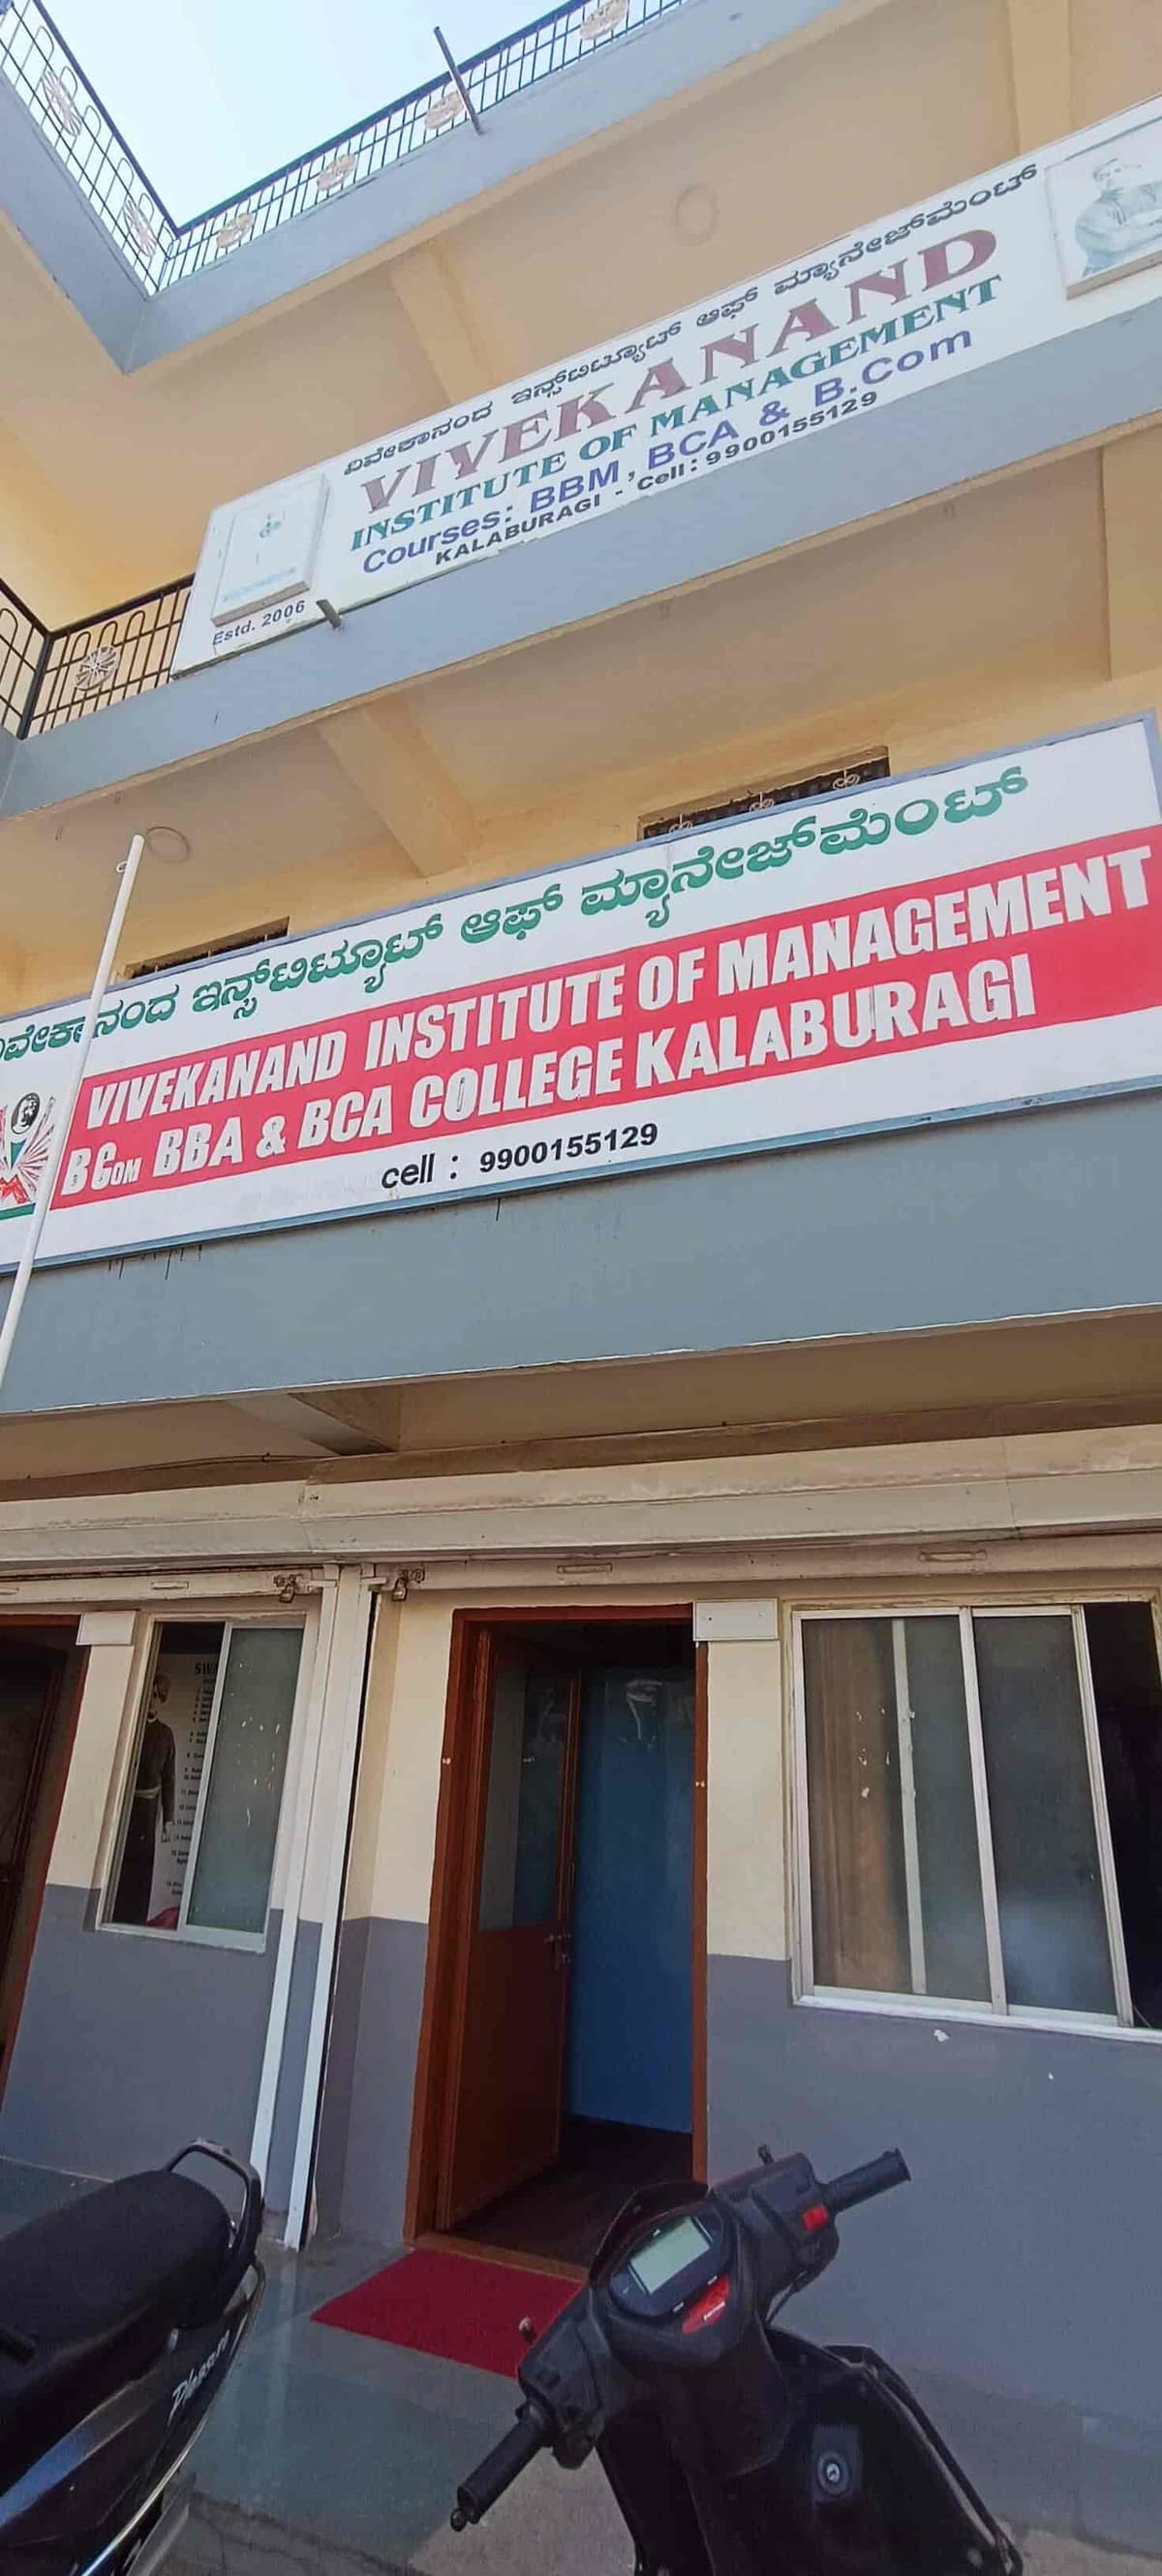 ವಿವೇಕಾನಂದ ಇನ್ಸ್‌ಟಿಟ್ಯೂಟ್ ಆಫ್ ಮ್ಯಾನೇಜ್‌ಮೆಂಟ್
VIVEKANAND
INSTITUTE OF MANAGEMENT
Courses: BBM, BCA & B.Com
KALABURAGI - Cell: 9900155129
Estd. 2006
ವಿವೇಕಾನಂದ ಇನ್ಸ್‌ಟಿಟ್ಯೂಟ್ ಆಫ್ ಮ್ಯಾನೇಜ್‌ಮೆಂಟ್
VIVEKANAND INSTITUTE OF MANAGEMENT
B COM BBA & BCA COLLEGE KALABURAGI
cell : 9900155129